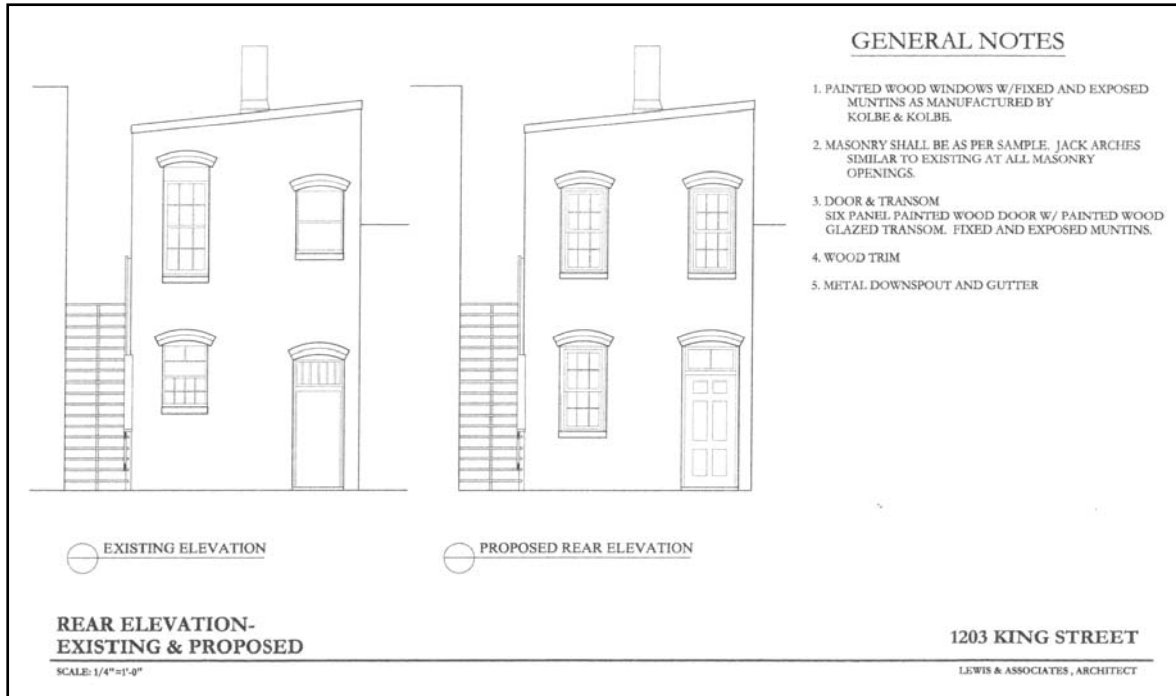 GENERAL NOTES
1. PAINTED WOOD WINDOWS W/FIXED AND EXPOSED
MUNTINS AS MANUFACTURED BY
KOLBE & KOLBE.
2. MASONRY SHALL BE AS PER SAMPLE. JACK ARCHES
SIMILAR TO EXISTING AT ALL MASONRY
OPENINGS.
3. DOOR & TRANSOM
SIX PANEL PAINTED WOOD DOOR W/ PAINTED WOOD
GLAZED TRANSOM. FIXED AND EXPOSED MUNTINS.
4. WOOD TRIM
5. METAL DOWNSPOUT AND GUTTER
EXISTING ELEVATION
PROPOSED REAR ELEVATION
REAR ELEVATION-
EXISTING & PROPOSED
1203 KING STREET
SCALE: 1/4"=1'-0"
LEWIS & ASSOCIATES , ARCHITECT